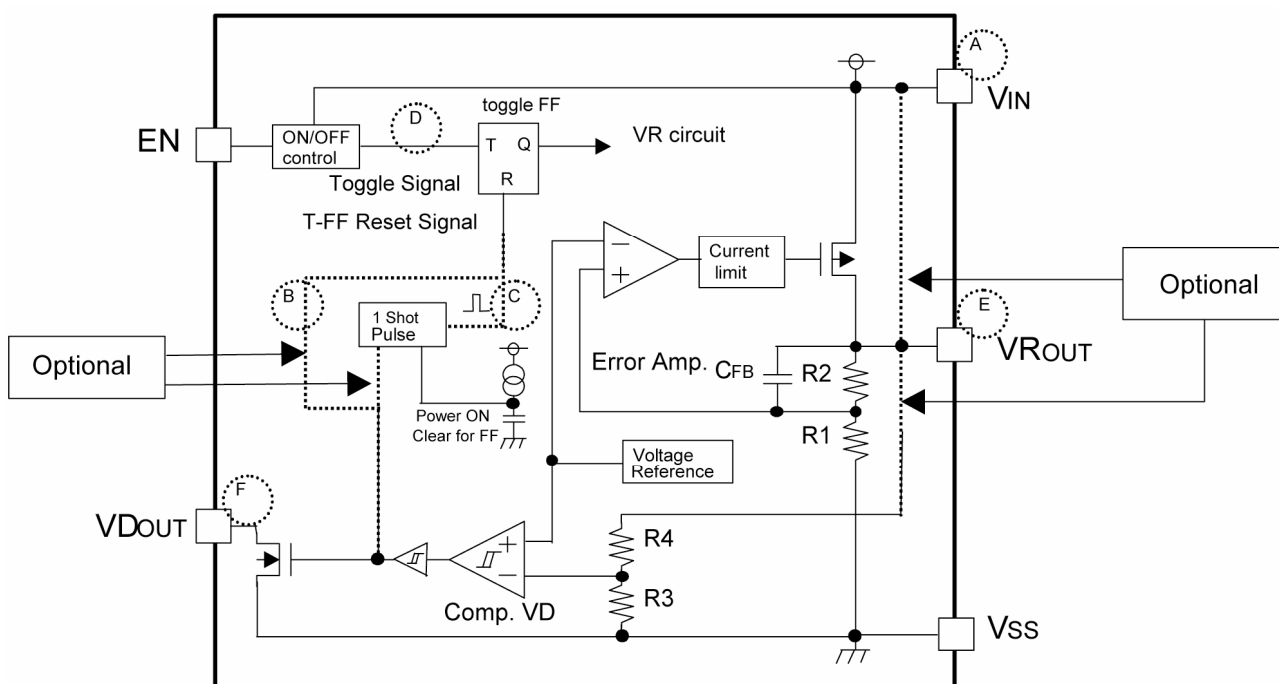 A
VIN
toggle FF
D
EN
ON/OFF
control
T Q
R
VR circuit
Toggle Signal
T-FF Reset Signal
−
+
Current
limit
Optional
B
C
E
1 Shot
Pulse
VROUT
Optional
Error Amp.
CFB
R2
Power ON
Clear for FF
R1
Voltage
Reference
F
VDOUT
+
−
R4
R3
Comp. VD
VSS